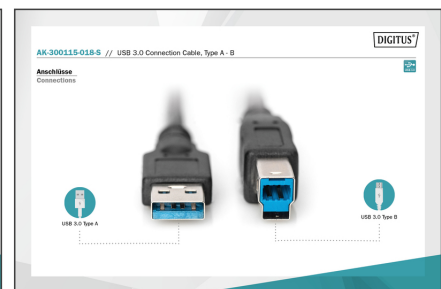 DIGITUS®
AK-300115-018-S // USB 3.0 Connection Cable, Type A - B
Anschlüsse
Connections
USB 3.0 Type A
USB 3.0 Type B